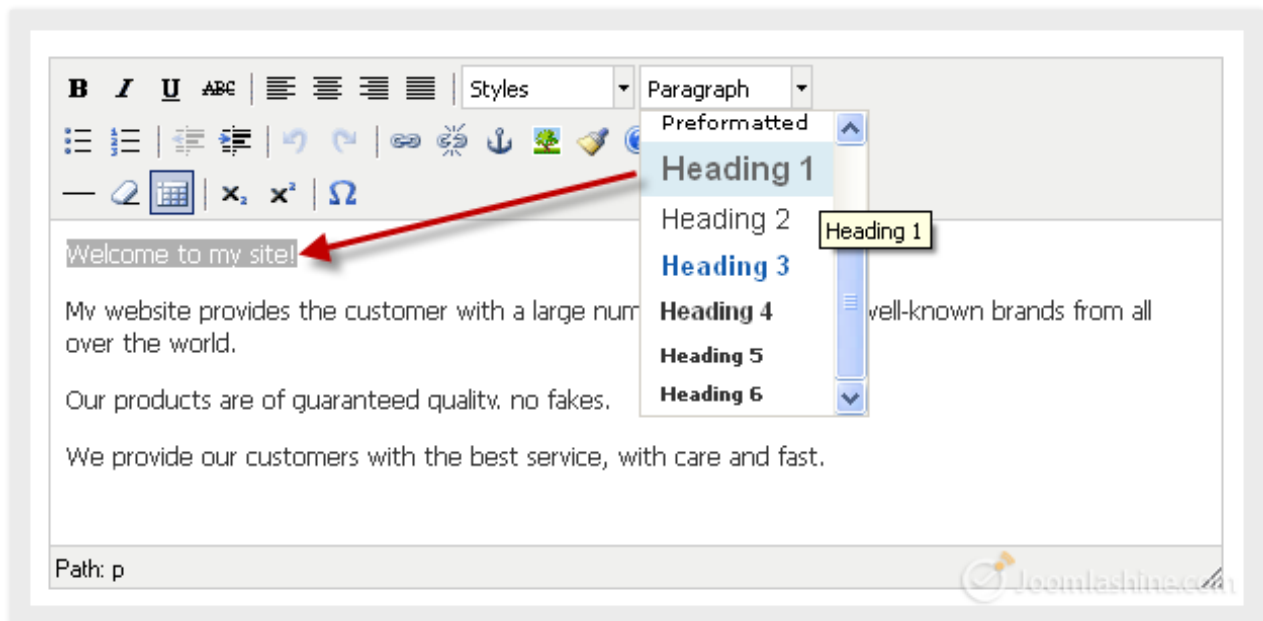 B I U ABC Styles Paragraph
Preformatted
Heading 1
x₂ x² Ω
Heading 2
Heading 1
Welcome to my site!
Heading 3
My website provides the customer with a large num Heading 4 well-known brands from all
over the world.
Heading 5
Our products are of guaranteed quality. no fakes. Heading 6
We provide our customers with the best service, with care and fast.
Path: p
Joomlashine.com